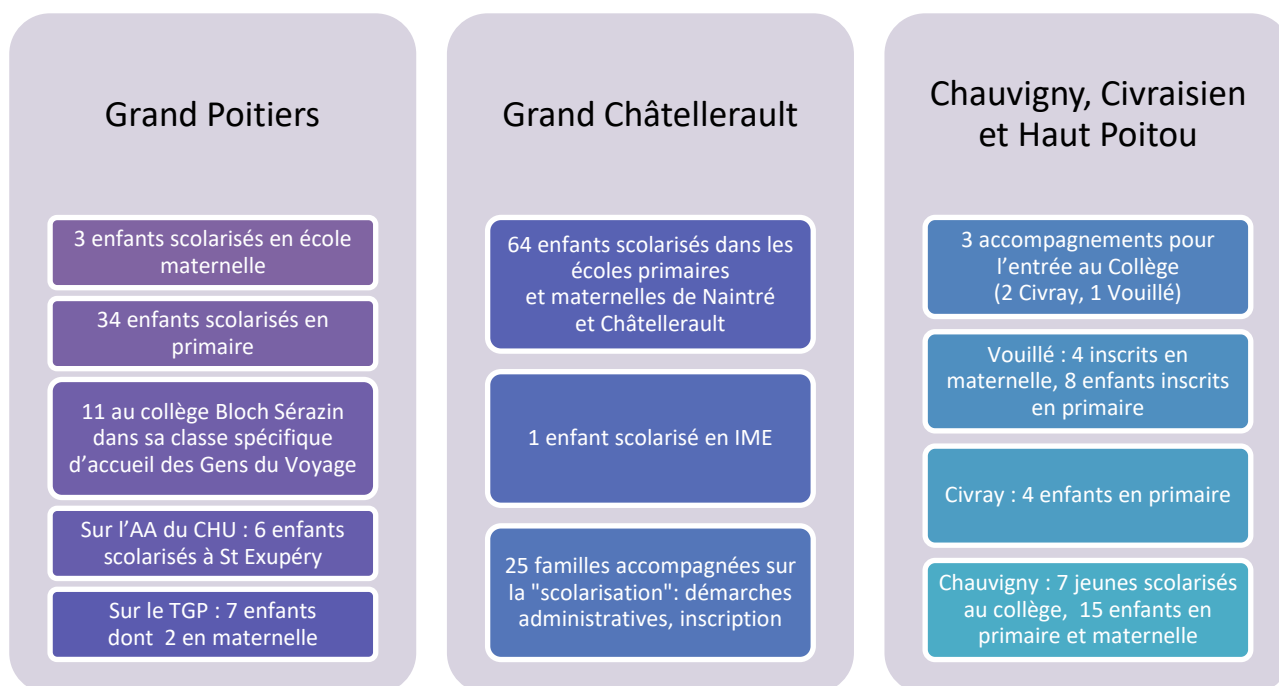 Grand Poitiers
3 enfants scolarisés en école
maternelle
34 enfants scolarisés en
primaire
11 au collège Bloch Sérazin
dans sa classe spécifique
d’accueil des Gens du Voyage
Sur l’AA du CHU : 6 enfants
scolarisés à St Exupéry
Sur le TGP : 7 enfants
dont 2 en maternelle
Grand Châtellerault
64 enfants scolarisés dans les
écoles primaires
et maternelles de Naintré
et Châtellerault
1 enfant scolarisé en IME
25 familles accompagnées sur
la "scolarisation": démarches
administratives, inscription
Chauvigny, Civraisien
et Haut Poitou
3 accompagnements pour
l’entrée au Collège
(2 Civray, 1 Vouillé)
Vouillé : 4 inscrits en
maternelle, 8 enfants inscrits
en primaire
Civray : 4 enfants en primaire
Chauvigny : 7 jeunes scolarisés
au collège, 15 enfants en
primaire et maternelle